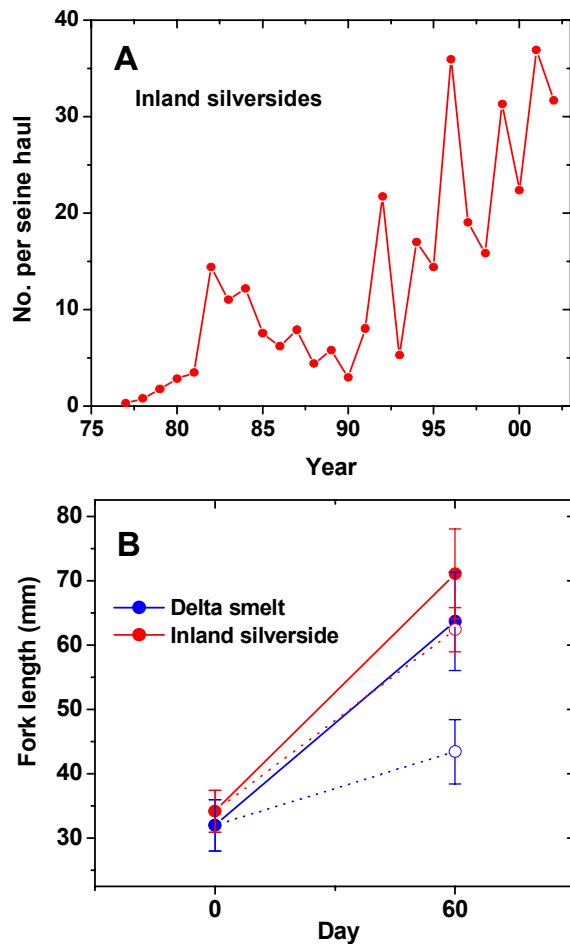 A
Inland silversides
No. per seine haul
40
30
20
10
0
75 80 85 90 95 00
Year
B
Delta smelt
Inland silverside
Fork length (mm)
80
70
60
50
40
30
0 60
Day